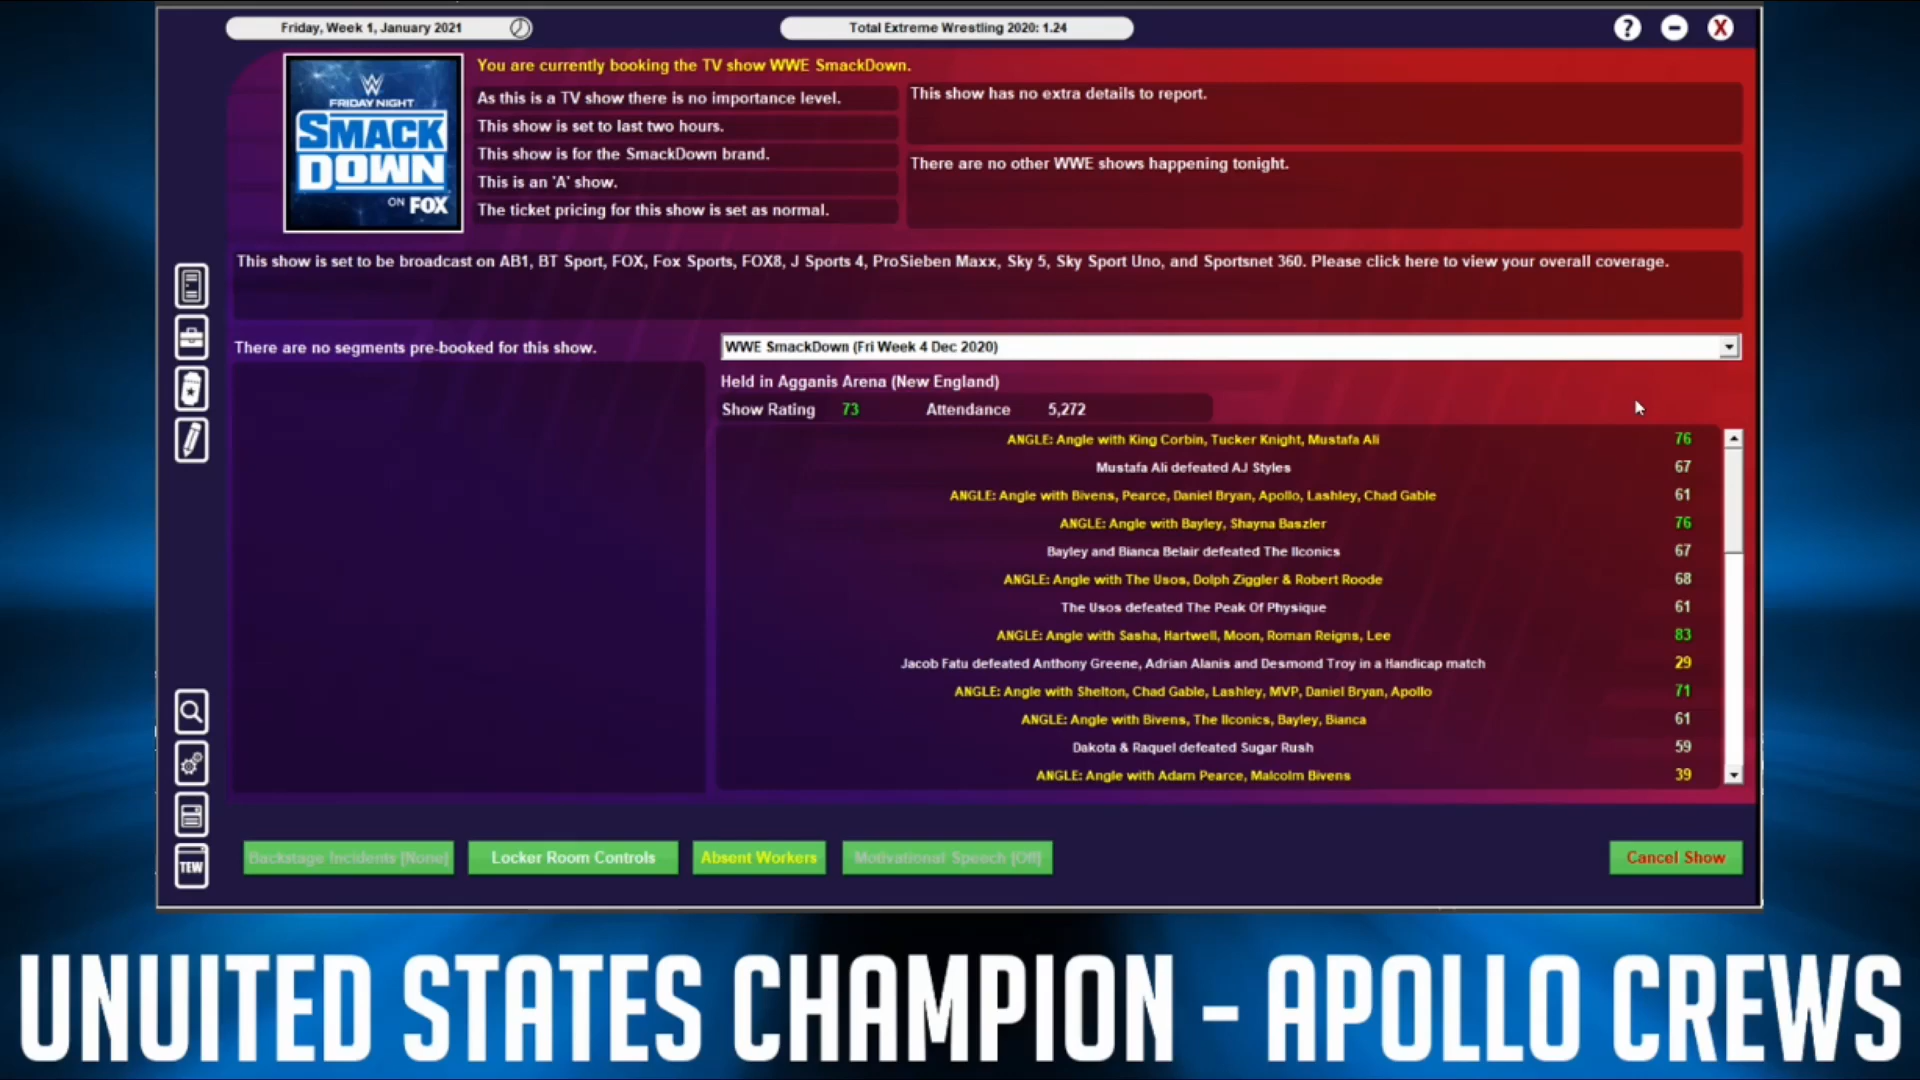 Friday, Week 1, January 2021
Total Extreme Wrestling 2020: 1.24
?
X
W
FRIDAY NIGHT
SMACK
DOWN
ON FOX
You are currently booking the TV show WWE SmackDown.
As this is a TV show there is no importance level.
This show is set to last two hours.
This show is for the SmackDown brand.
This is an 'A' show.
The ticket pricing for this show is set as normal.
This show has no extra details to report.
There are no other WWE shows happening tonight.
This show is set to be broadcast on AB1, BT Sport, FOX, Fox Sports, FOX8, J Sports 4, ProSieben Maxx, Sky 5, Sky Sport Uno, and Sportsnet 360. Please click here to view your overall coverage.
There are no segments pre-booked for this show.
WWE SmackDown (Fri Week 4 Dec 2020)
Held in Agganis Arena (New England)
Show Rating 73 Attendance 5,272
ANGLE: Angle with King Corbin, Tucker Knight, Mustafa Ali 76
Mustafa Ali defeated AJ Styles 67
ANGLE: Angle with Bivens, Pearce, Daniel Bryan, Apollo, Lashley, Chad Gable 61
ANGLE: Angle with Bayley, Shayna Baszler 76
Bayley and Bianca Belair defeated The IIconics 67
ANGLE: Angle with The Usos, Dolph Ziggler & Robert Roode 68
The Usos defeated The Peak Of Physique 61
ANGLE: Angle with Sasha, Hartwell, Moon, Roman Reigns, Lee 83
Jacob Fatu defeated Anthony Greene, Adrian Alanis and Desmond Troy in a Handicap match 29
ANGLE: Angle with Shelton, Chad Gable, Lashley, MVP, Daniel Bryan, Apollo 71
ANGLE: Angle with Bivens, The IIconics, Bayley, Bianca 61
Dakota & Raquel defeated Sugar Rush 59
ANGLE: Angle with Adam Pearce, Malcolm Bivens 39
TEW
Backstage Incidents [None]
Locker Room Controls
Absent Workers
Motivational Speech [Off]
Cancel Show
UNUITED STATES CHAMPION - APOLLO CREWS